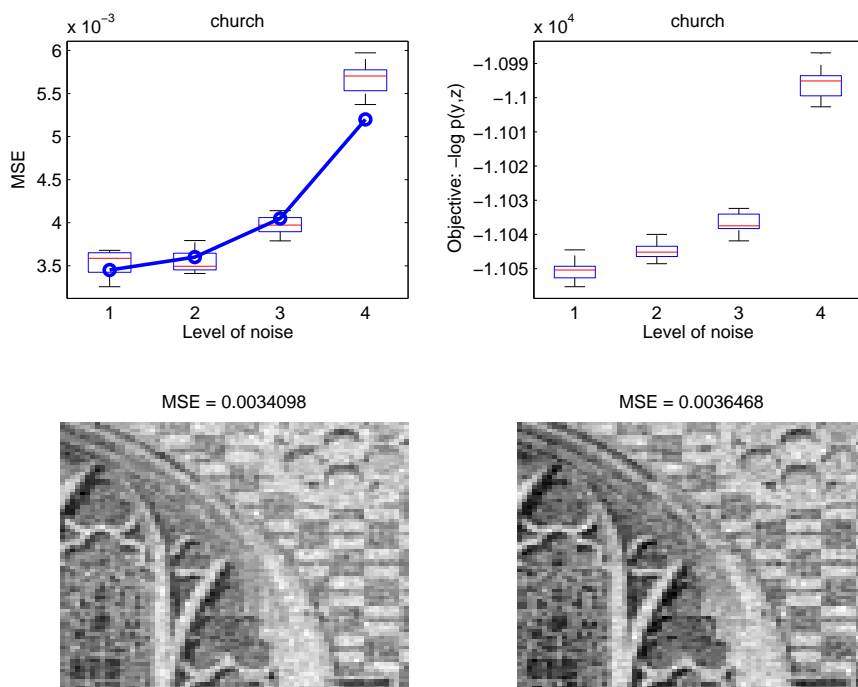 x 10⁻³
church
6
5.5
5
4.5
4
3.5
MSE
1 2 3 4
Level of noise
x 10⁴
church
−1.099
−1.1
−1.101
−1.102
−1.103
−1.104
−1.105
Objective: −log p(y,z)
1 2 3 4
Level of noise
MSE = 0.0034098
MSE = 0.0036468